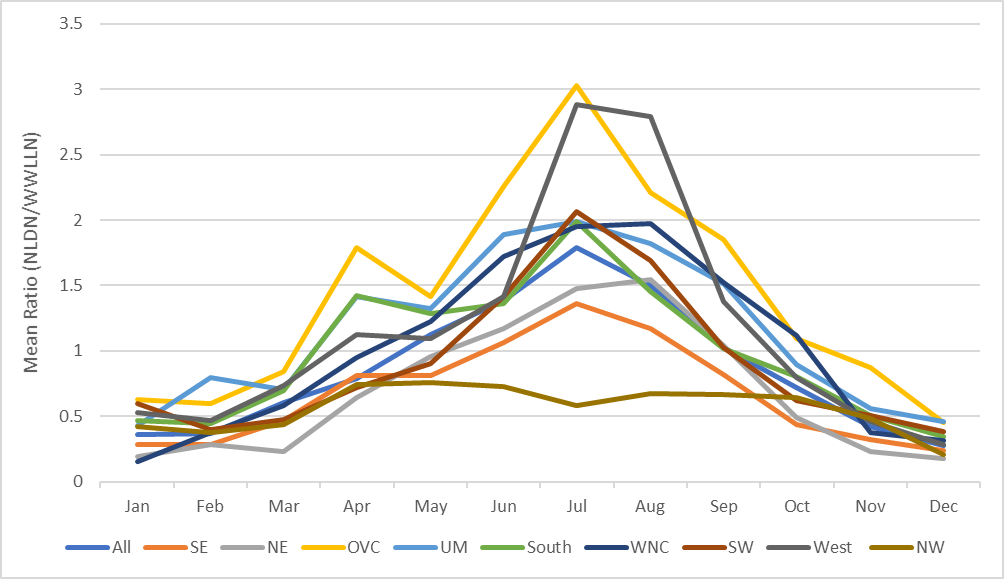 3.5
3
2.5
2
1.5
1
0.5
0
Mean Ratio (NLDN/WWLLN)
Jan Feb Mar Apr May Jun Jul Aug Sep Oct Nov Dec
All SE NE OVC UM South WNC SW West NW